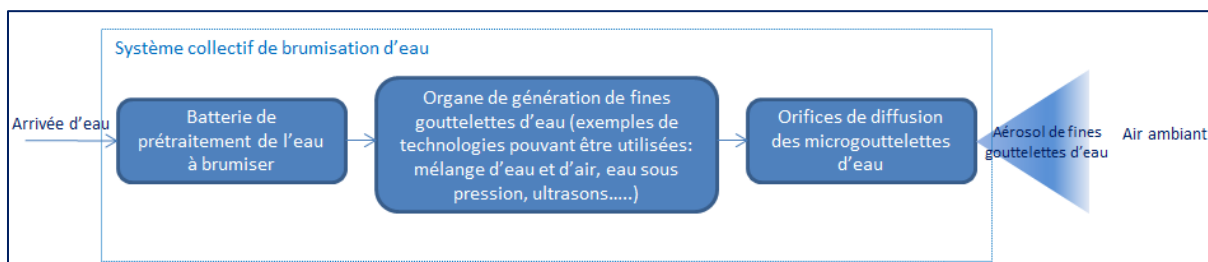 Système collectif de brumisation d’eau
Arrivée d’eau
Batterie de
prétraitement de l’eau
à brumiser
Organe de génération de fines
gouttelettes d’eau (exemples de
technologies pouvant être utilisées:
mélange d’eau et d’air, eau sous
pression, ultrasons…..)
Orifices de diffusion
des microgouttelettes
d’eau
Aérosol de fines
gouttelettes d’eau
Air ambiant